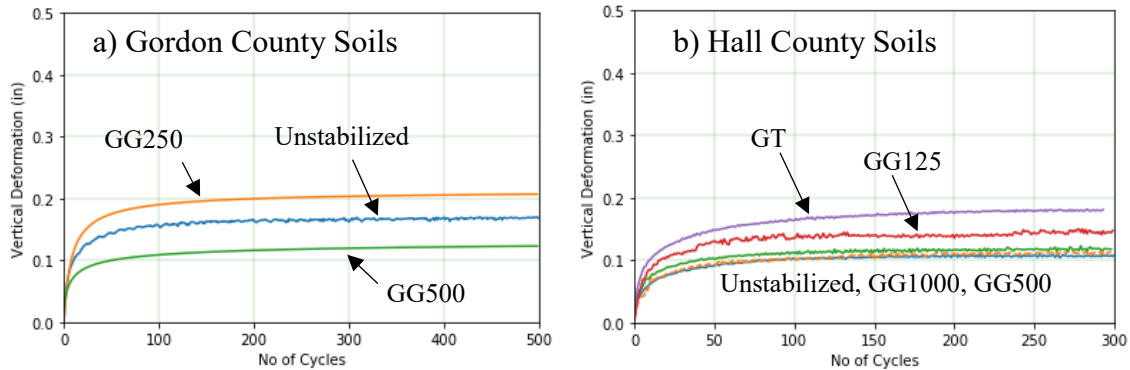 a) Gordon County Soils
Vertical Deformation (in)
0.5
0.4
0.3
0.2
0.1
0.0
GG250
Unstabilized
GG500
0 100 200 300 400 500
No of Cycles
b) Hall County Soils
Vertical Deformation (in)
0.5
0.4
0.3
0.2
0.1
0.0
GT
GG125
Unstabilized, GG1000, GG500
0 50 100 150 200 250 300
No of Cycles